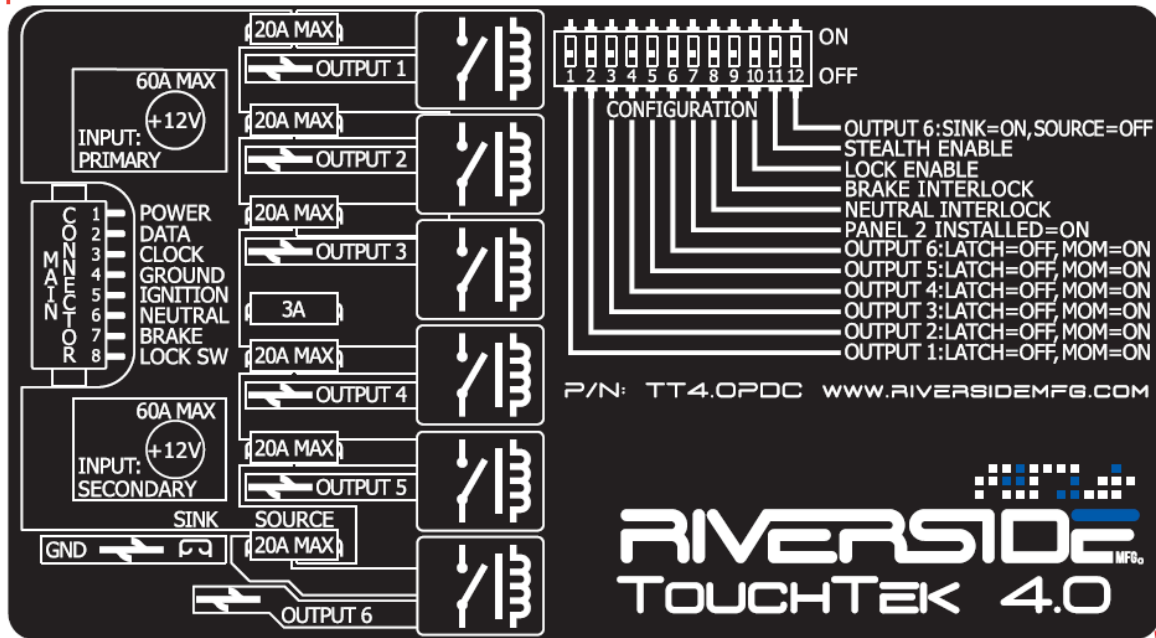 20A MAX
OUTPUT 1
60A MAX
+12V
INPUT:
PRIMARY
20A MAX
OUTPUT 2
20A MAX
OUTPUT 3
MAIN
CONNECTOR
1 POWER
2 DATA
3 CLOCK
4 GROUND
5 IGNITION
6 NEUTRAL
7 BRAKE
8 LOCK SW
3A
20A MAX
OUTPUT 4
60A MAX
+12V
INPUT:
SECONDARY
20A MAX
OUTPUT 5
SINK SOURCE
GND
20A MAX
OUTPUT 6
ON
1 2 3 4 5 6 7 8 9 10 11 12 OFF
CONFIGURATION
OUTPUT 6:SINK=ON,SOURCE=OFF
STEALTH ENABLE
LOCK ENABLE
BRAKE INTERLOCK
NEUTRAL INTERLOCK
PANEL 2 INSTALLED=ON
OUTPUT 6:LATCH=OFF, MOM=ON
OUTPUT 5:LATCH=OFF, MOM=ON
OUTPUT 4:LATCH=OFF, MOM=ON
OUTPUT 3:LATCH=OFF, MOM=ON
OUTPUT 2:LATCH=OFF, MOM=ON
OUTPUT 1:LATCH=OFF, MOM=ON
P/N: TT4.0PDC WWW.RIVERSIDEMFG.COM
RIVERSIDE
MFG.
TOUCHTEK 4.0